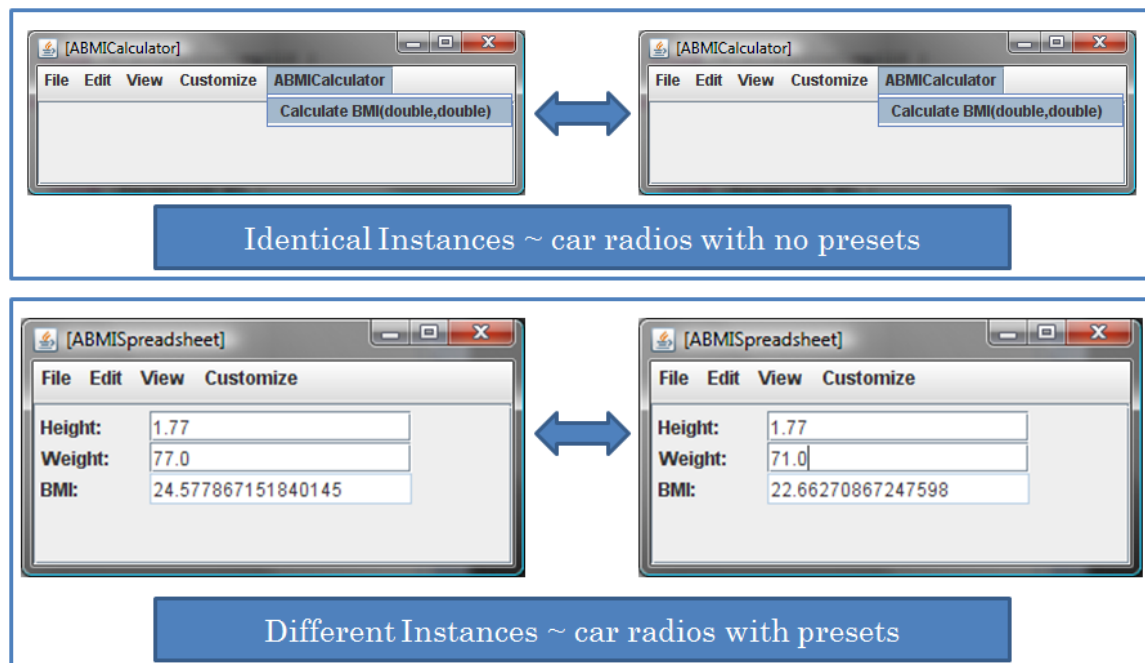 [ABMICalculator]
File Edit View Customize ABMICalculator
Calculate BMI(double,double)
[ABMICalculator]
File Edit View Customize ABMICalculator
Calculate BMI(double,double)
Identical Instances ~ car radios with no presets
[ABMISpreadsheet]
File Edit View Customize
Height: 1.77
Weight: 77.0
BMI: 24.577867151840145
[ABMISpreadsheet]
File Edit View Customize
Height: 1.77
Weight: 71.0
BMI: 22.66270867247598
Different Instances ~ car radios with presets